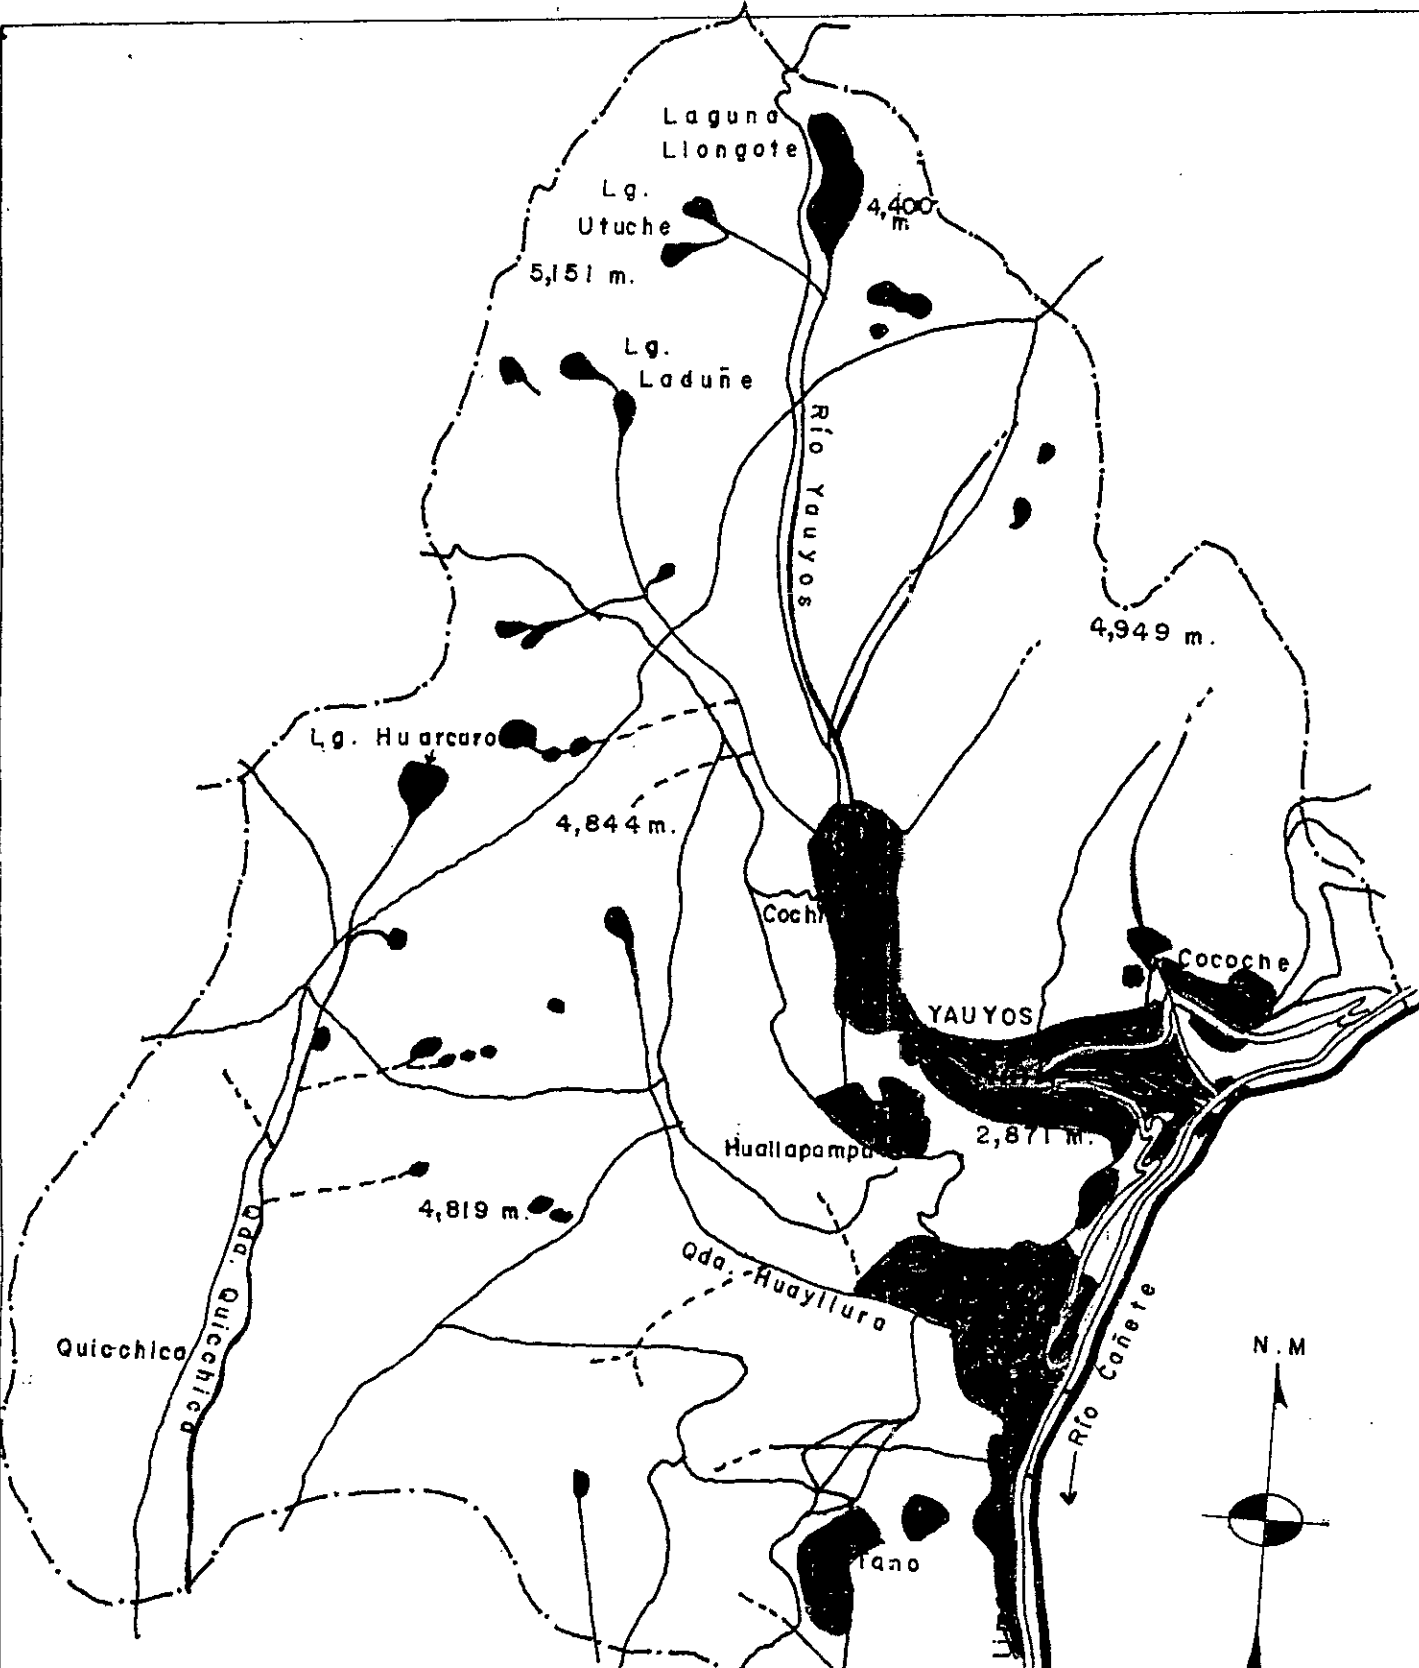 Laguna
Llongote
Lg.
Utuche
4,400
m.
5,151 m.
Lg.
Laduñe
Río Yauyos
4,949 m.
Lg. Huarcaro
4,844 m.
Cochi
Cocoche
YAUYOS
2,871 m.
Huallapampa
4,819 m.
Qda. Quicchica
Qda. Huayllura
Quicchica
Río Cañete
N.M